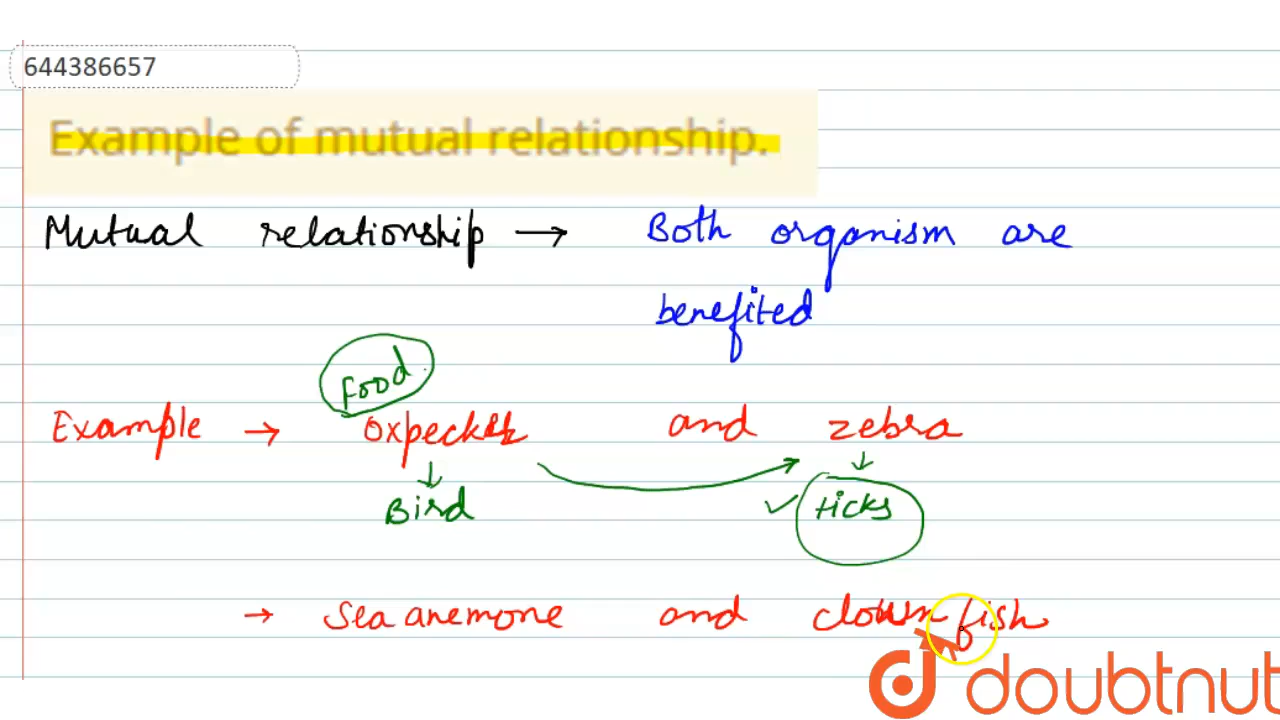 644386657
Example of mutual relationship.
Mutual relationship → Both organism are
benefited
Food
Example → oxpecker and zebra
↓ ↓
Bird ✓ ticks
→ Sea anemone and clown fish
doubtnut